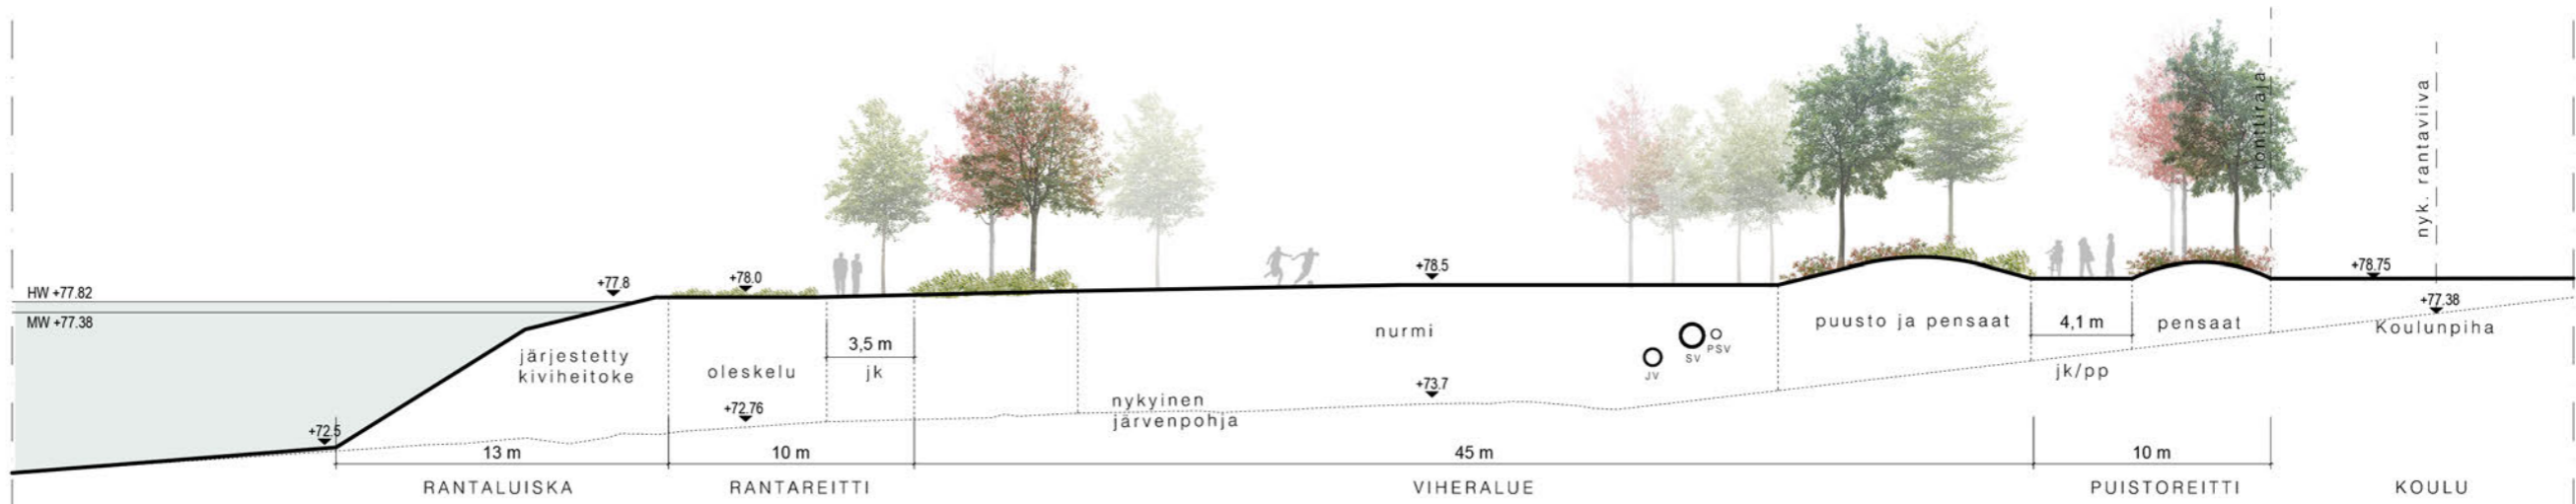 tonttiraja
nyk. rantaviiva
HW +77.82
MW +77.38
+77.8
+78.0
+78.5
+78.75
+77.38
järjestetty
kiviheitoke
oleskelu
3,5 m
jk
nurmi
JV
SV
PSV
puusto ja pensaat
4,1 m
jk/pp
pensaat
Koulunpiha
+72.5
+72.76
nykyinen
järvenpohja
+73.7
13 m
10 m
45 m
10 m
RANTALUISKA
RANTAREITTI
VIHERALUE
PUISTOREITTI
KOULU